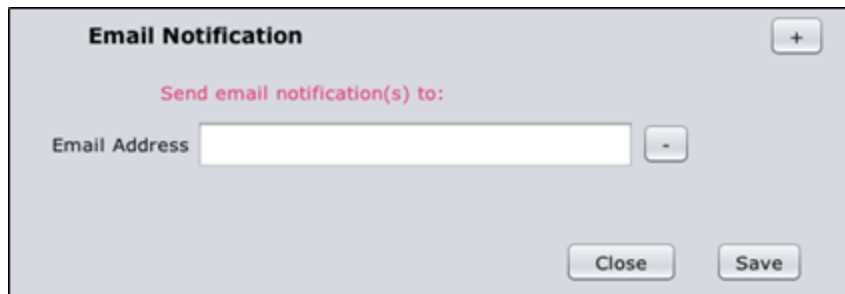 Email Notification +
Send email notification(s) to:
Email Address -
Close Save